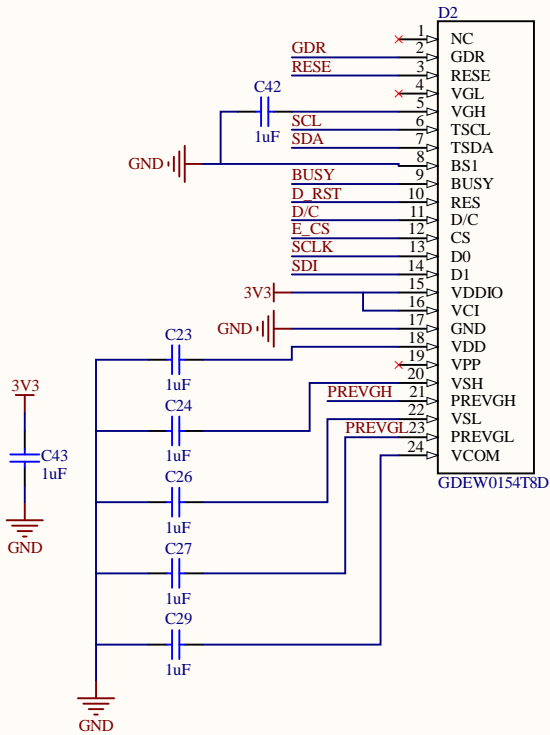 D2
1 NC
GDR 2 GDR
RESE 3 RESE
4 VGL
C42
1uF
5 VGH
SCL 6 TSCL
SDA 7 TSDA
GND
8 BS1
BUSY 9 BUSY
D_RST 10 RES
D/C 11 D/C
E_CS 12 CS
SCLK 13 D0
SDI 14 D1
3V3 15 VDDIO
16 VCI
GND 17 GND
18 VDD
C23
1uF
19 VPP
20 VSH
PREVGH 21 PREVGH
22 VSL
PREVGL 23 PREVGL
24 VCOM
GDEW0154T8D
C24
1uF
3V3
C43
1uF
GND
C26
1uF
C27
1uF
C29
1uF
GND